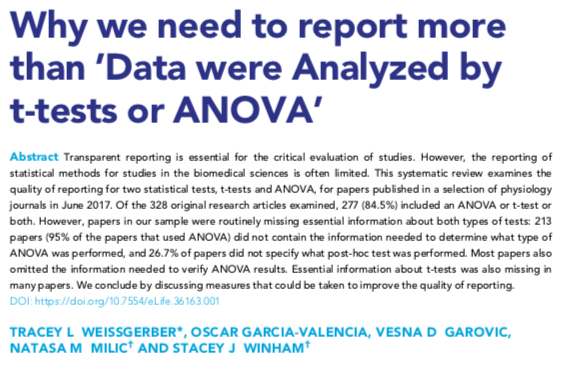 Why we need to report more
than 'Data were Analyzed by
t-tests or ANOVA'
Abstract Transparent reporting is essential for the critical evaluation of studies. However, the reporting of
statistical methods for studies in the biomedical sciences is often limited. This systematic review examines the
quality of reporting for two statistical tests, t-tests and ANOVA, for papers published in a selection of physiology
journals in June 2017. Of the 328 original research articles examined, 277 (84.5%) included an ANOVA or t-test or
both. However, papers in our sample were routinely missing essential information about both types of tests: 213
papers (95% of the papers that used ANOVA) did not contain the information needed to determine what type of
ANOVA was performed, and 26.7% of papers did not specify what post-hoc test was performed. Most papers also
omitted the information needed to verify ANOVA results. Essential information about t-tests was also missing in
many papers. We conclude by discussing measures that could be taken to improve the quality of reporting.
DOI: https://doi.org/10.7554/eLife.36163.001
TRACEY L WEISSGERBER*, OSCAR GARCIA-VALENCIA, VESNA D GAROVIC,
NATASA M MILIC† AND STACEY J WINHAM†